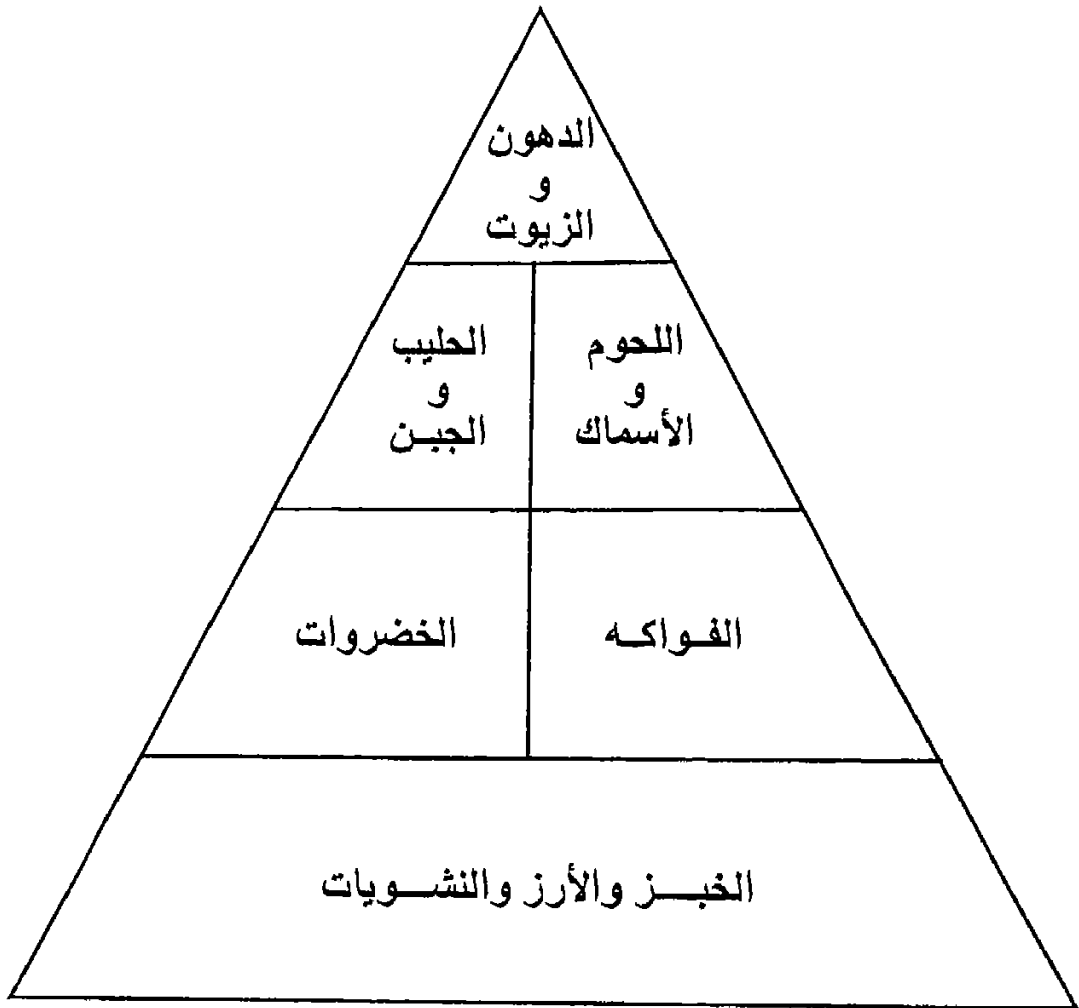 الدهون
و
الزيوت
اللحوم
و
الأسماك
الحليب
و
الجبن
الفواكه
الخضروات
الخبز والأرز والنشويات